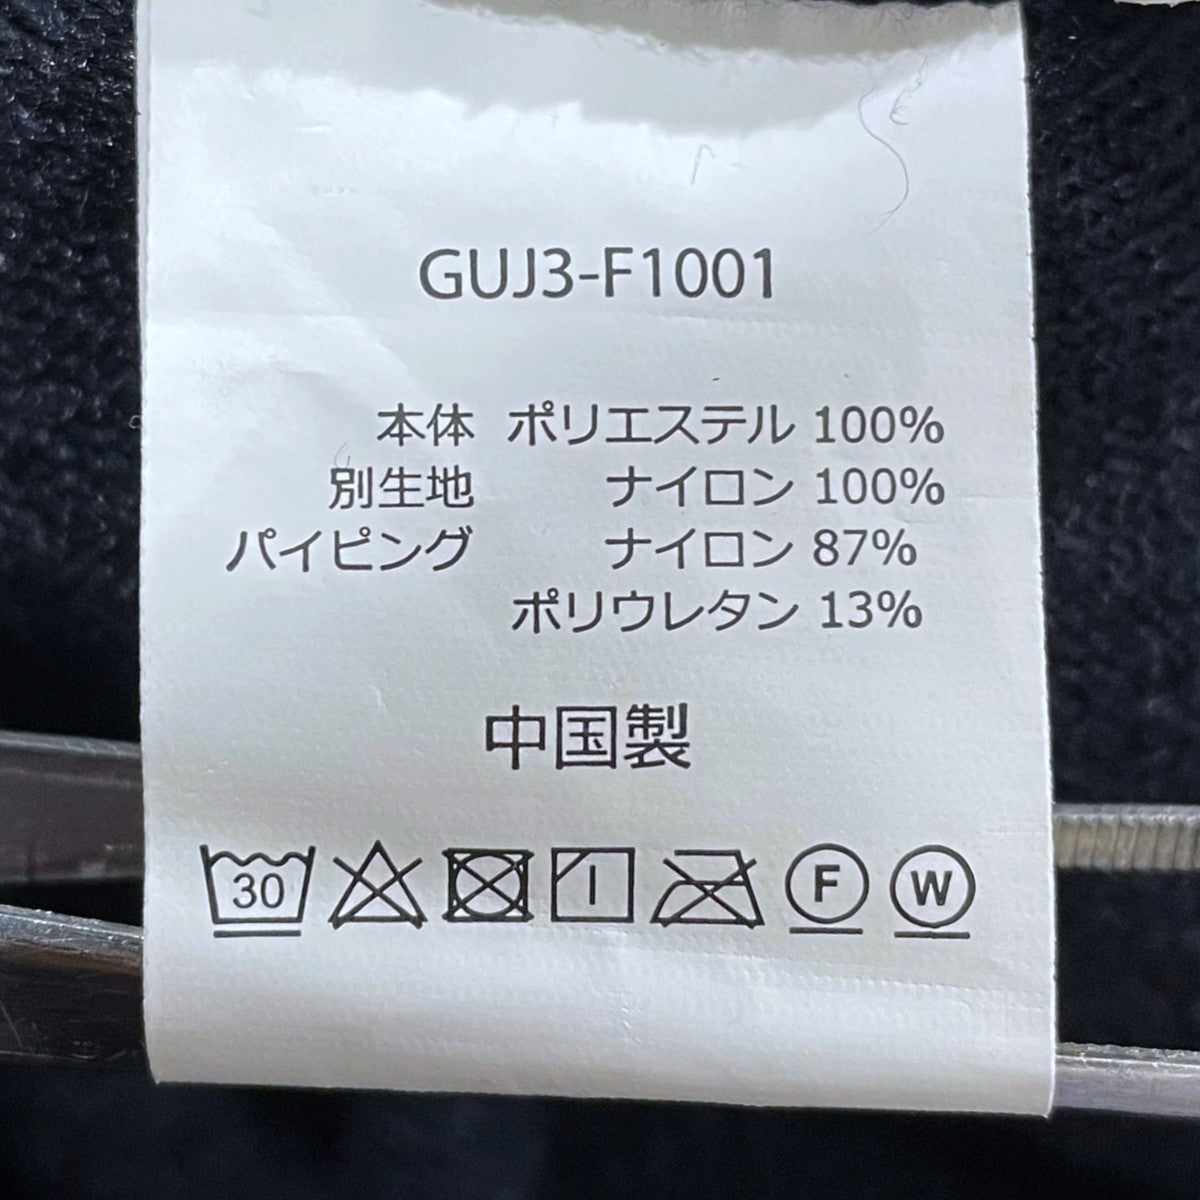 GUJ3-F1001
本体 ポリエステル 100%
別生地 ナイロン 100%
パイピング ナイロン 87%
ポリウレタン 13%
中国製
30 F W